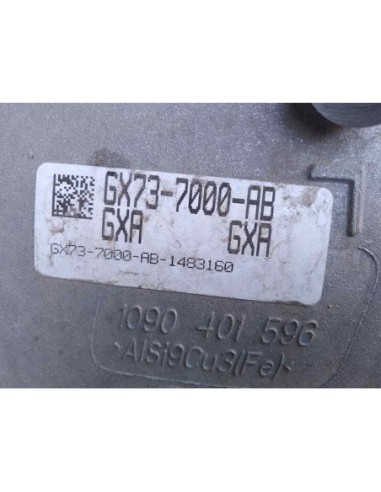 GX73-7000-AB
GXA GXA
GX73-7000-AB-1483160
1090 401 596
>AlSi9Cu3(Fe)<